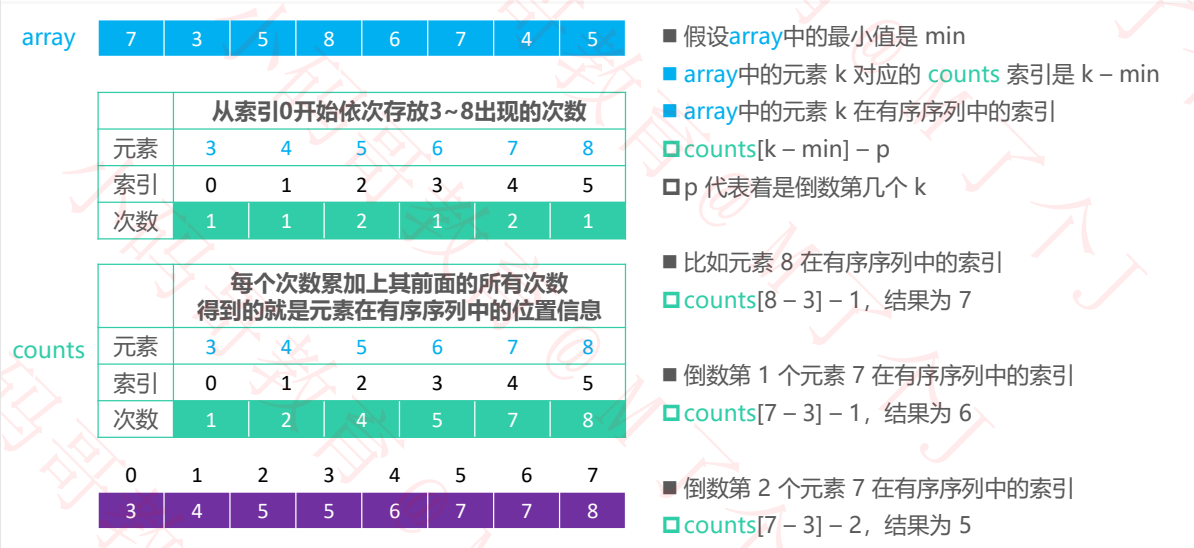 array 7 3 5 8 6 7 4 5
从索引0开始依次存放3~8出现的次数
元素 3 4 5 6 7 8
索引 0 1 2 3 4 5
次数 1 1 2 1 2 1
每个次数累加上其前面的所有次数
得到的就是元素在有序序列中的位置信息
counts 元素 3 4 5 6 7 8
索引 0 1 2 3 4 5
次数 1 2 4 5 7 8
0 1 2 3 4 5 6 7
3 4 5 5 6 7 7 8
■ 假设array中的最小值是 min
■ array中的元素 k 对应的 counts 索引是 k – min
■ array中的元素 k 在有序序列中的索引
counts[k – min] – p
p 代表着是倒数第几个 k
■ 比如元素 8 在有序序列中的索引
counts[8 – 3] – 1，结果为 7
■ 倒数第 1 个元素 7 在有序序列中的索引
counts[7 – 3] – 1，结果为 6
■ 倒数第 2 个元素 7 在有序序列中的索引
counts[7 – 3] – 2，结果为 5
小码哥教育@M了个J